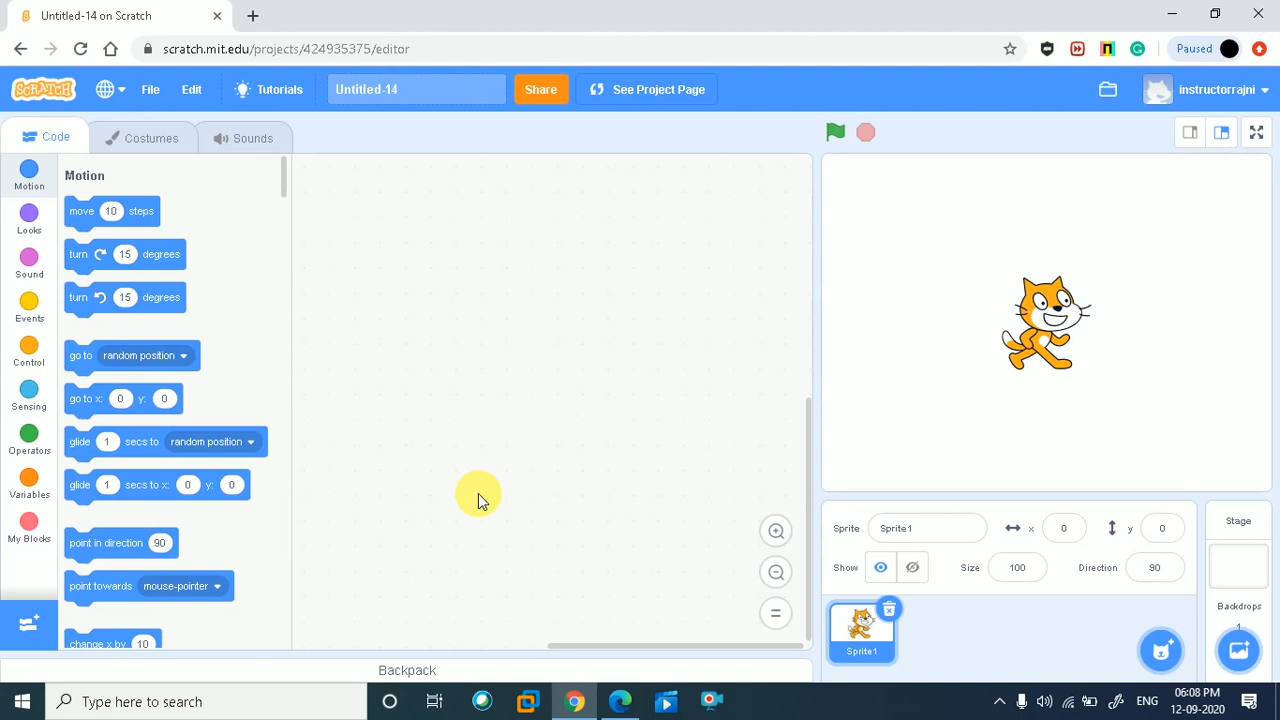 Untitled-14 on Scratch
scratch.mit.edu/projects/424935375/editor
Paused
SCRATCH
File
Edit
Tutorials
Untitled-14
Share
See Project Page
instructorrajni
Code
Costumes
Sounds
Motion
Looks
Sound
Events
Control
Sensing
Operators
Variables
My Blocks
Motion
move 10 steps
turn 15 degrees
turn 15 degrees
go to random position
go to x: 0 y: 0
glide 1 secs to random position
glide 1 secs to x: 0 y: 0
point in direction 90
point towards mouse-pointer
change x by 10
Backpack
Sprite Sprite1 x 0 y 0
Show Size 100 Direction 90
Sprite1
Stage
Backdrops
1
Type here to search
ENG
06:08 PM
12-09-2020